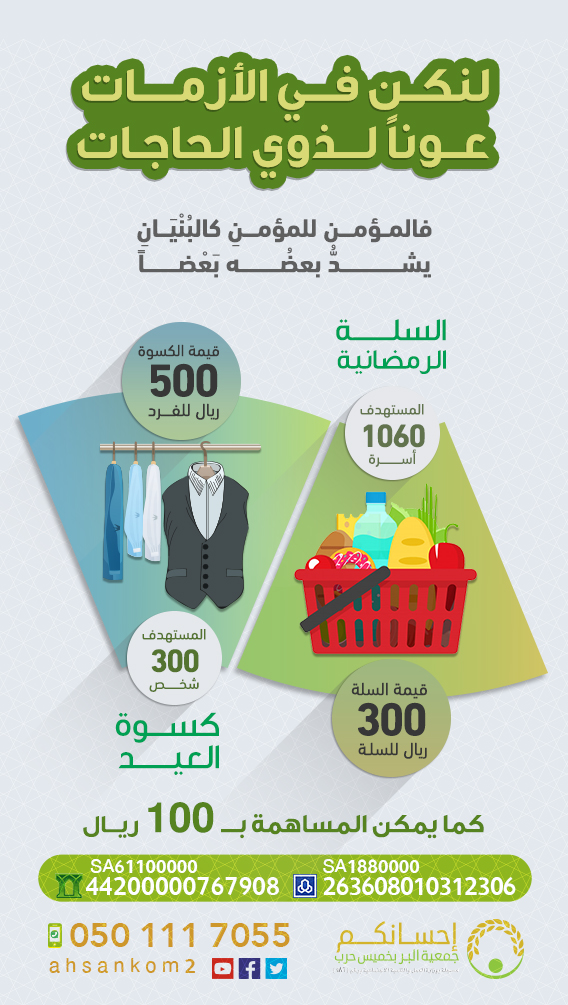 لنكن في الأزمات
عوناً لذوي الحاجات
فالمؤمن للمؤمنِ كالبُنْيَانِ
يشدُّ بعضُه بَعْضاً
السلة
الرمضانية
المستهدف
1060
أسرة
قيمة السلة
300
ريال للسلة
قيمة الكسوة
500
ريال للفرد
المستهدف
300
شخص
كسوة
العيد
كما يمكن المساهمة بـ 100 ريال
SA1880000
263608010312306
SA61100000
44200000767908
050 111 7055
ahsankom2
إحسانكم
جمعية البر بخميس حرب